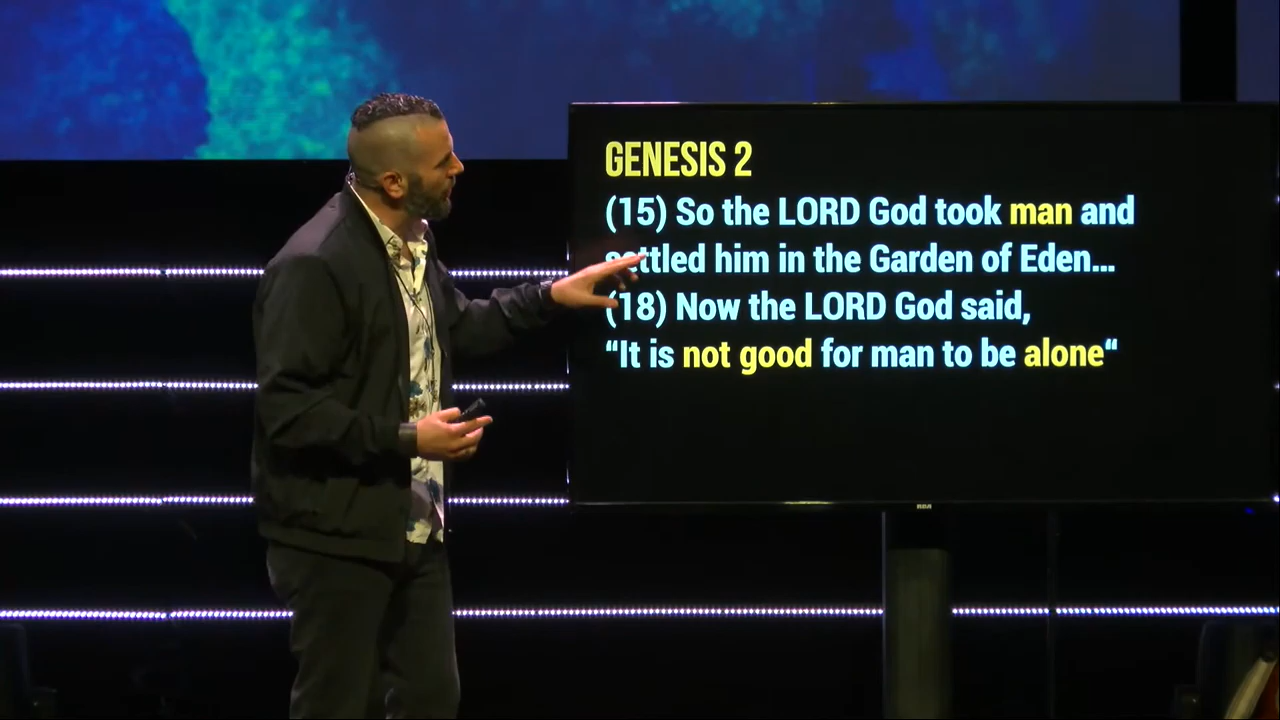 GENESIS 2
(15) So the LORD God took man and
settled him in the Garden of Eden...
(18) Now the LORD God said,
“It is not good for man to be alone“
RCA